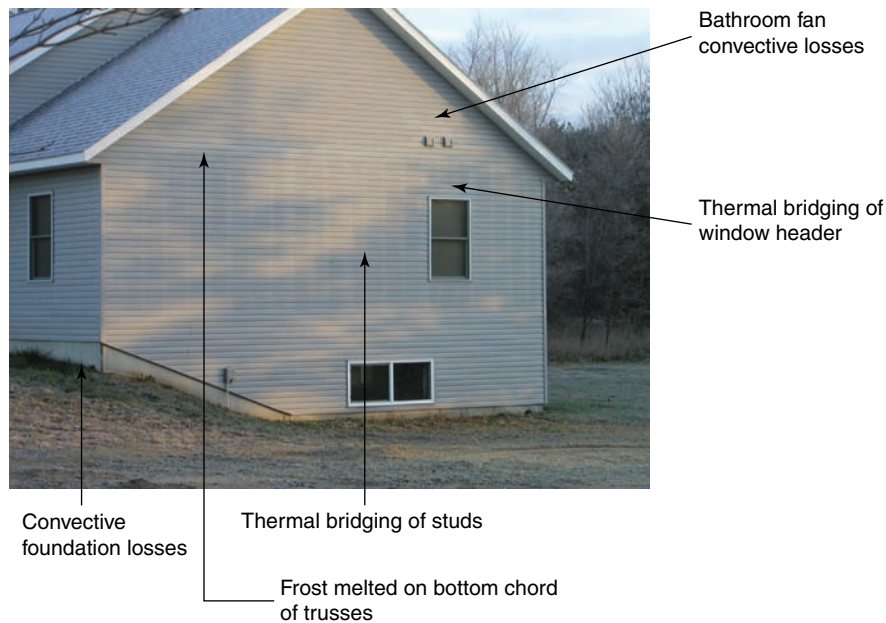 Bathroom fan
convective losses
Thermal bridging of
window header
Convective
foundation losses
Thermal bridging of studs
Frost melted on bottom chord
of trusses